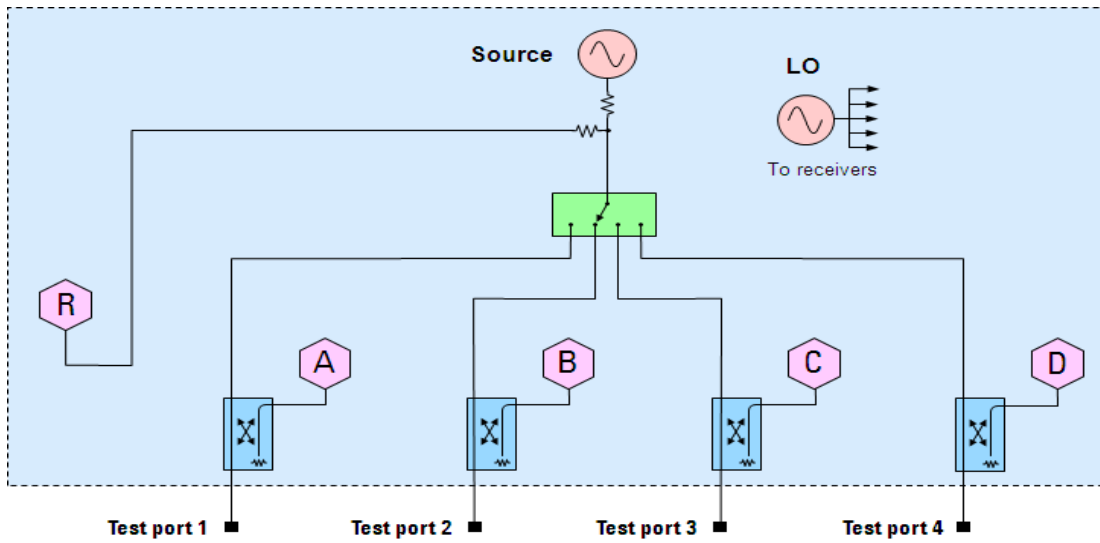 Source
LO
To receivers
R
A
B
C
D
Test port 1
Test port 2
Test port 3
Test port 4